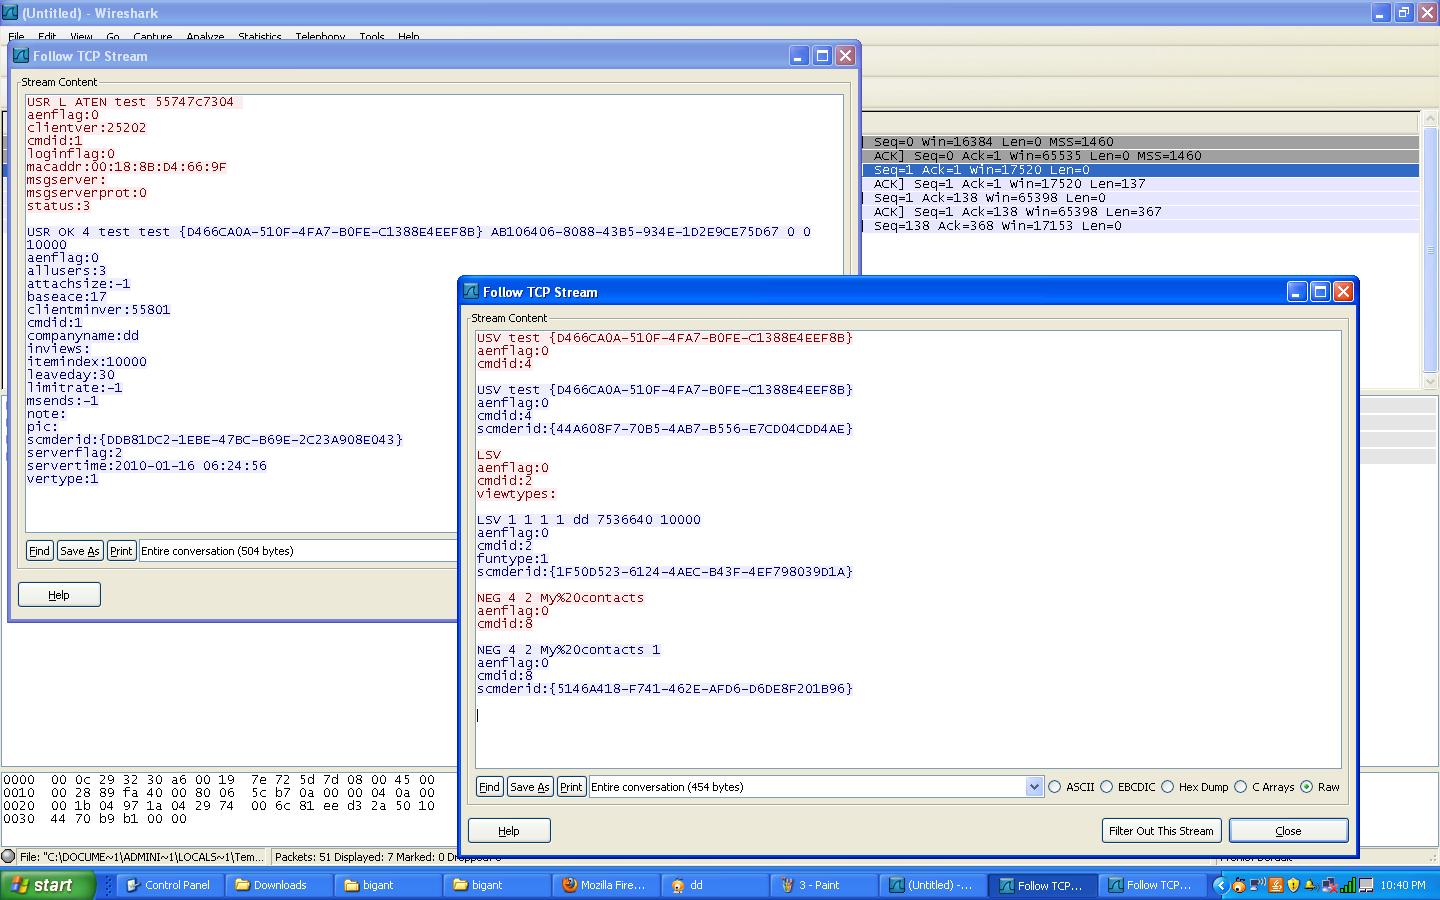 (Untitled) - Wireshark
File Edit View Go Capture Analyze Statistics Telephony Tools Help
Follow TCP Stream
Stream Content
USR L ATEN test 55747c7304
aenflag:0
clientver:25202
cmdid:1
loginflag:0
macaddr:00:18:8B:D4:66:9F
msgserver:
msgserverprot:0
status:3
USR OK 4 test test {D466CA0A-510F-4FA7-B0FE-C1388E4EEF8B} AB106406-8088-43B5-934E-1D2E9CE75D67 0 0
10000
aenflag:0
allusers:3
attachsize:-1
baseace:17
clientminver:55801
cmdid:1
companyname:dd
inviews:
itemindex:10000
leaveday:30
limitrate:-1
msends:-1
note:
pic:
scmderid:{DDB81DC2-1EBE-47BC-B69E-2C23A908E043}
serverflag:2
servertime:2010-01-16 06:24:56
vertype:1
Find Save As Print Entire conversation (504 bytes)
Help
Seq=0 Win=16384 Len=0 MSS=1460
ACK] Seq=0 Ack=1 Win=65535 Len=0 MSS=1460
Seq=1 Ack=1 Win=17520 Len=0
ACK] Seq=1 Ack=1 Win=17520 Len=137
Seq=1 Ack=138 Win=65398 Len=0
ACK] Seq=1 Ack=138 Win=65398 Len=367
Seq=138 Ack=368 Win=17153 Len=0
Follow TCP Stream
Stream Content
USV test {D466CA0A-510F-4FA7-B0FE-C1388E4EEF8B}
aenflag:0
cmdid:4
USV test {D466CA0A-510F-4FA7-B0FE-C1388E4EEF8B}
aenflag:0
cmdid:4
scmderid:{44A608F7-70B5-4AB7-B556-E7CD04CDD4AE}
LSV
aenflag:0
cmdid:2
viewtypes:
LSV 1 1 1 1 dd 7536640 10000
aenflag:0
cmdid:2
funtype:1
scmderid:{1F50D523-6124-4AEC-B43F-4EF798039D1A}
NEG 4 2 My%20contacts
aenflag:0
cmdid:8
NEG 4 2 My%20contacts 1
aenflag:0
cmdid:8
scmderid:{5146A418-F741-462E-AFD6-D6DE8F201B96}
Find Save As Print Entire conversation (454 bytes) ASCII EBCDIC Hex Dump C Arrays Raw
Help Filter Out This Stream Close
0000 00 0c 29 32 30 a6 00 19 7e 72 5d 7d 08 00 45 00
0010 00 28 89 fa 40 00 80 06 5c b7 0a 00 00 04 0a 00
0020 00 1b 04 97 1a 04 29 74 00 6c 81 ee d3 2a 50 10
0030 44 70 b9 b1 00 00
File: "C:\DOCUME~1\ADMINI~1\LOCALS~1\Tem... Packets: 51 Displayed: 7 Marked: 0 Dropped: 0 Profile: Default
start Control Panel Downloads bigant bigant Mozilla Fire... dd 3 - Paint (Untitled) -... Follow TCP... Follow TCP... 10:40 PM